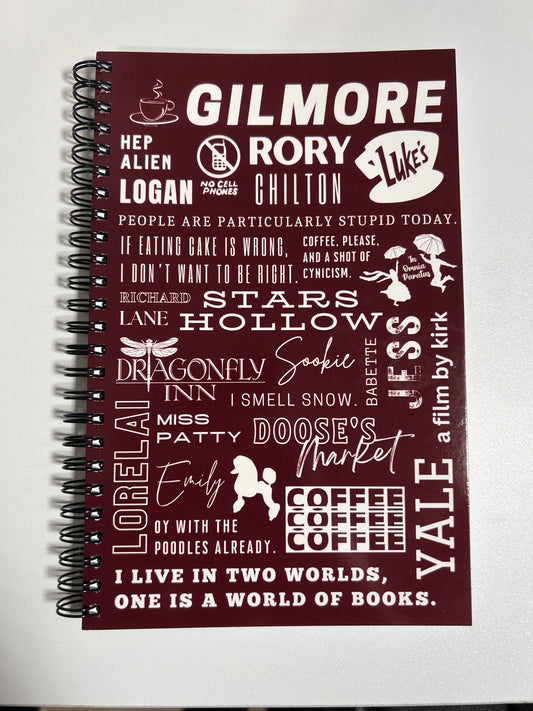 GILMORE
HEP
ALIEN
NO CELL
PHONES
RORY
Luke's
LOGAN
CHILTON
PEOPLE ARE PARTICULARLY STUPID TODAY.
IF EATING CAKE IS WRONG,
I DON'T WANT TO BE RIGHT.
COFFEE, PLEASE,
AND A SHOT OF
CYNICISM.
In
Omnia
Paratus
RICHARD
LANE
STARS
HOLLOW
DRAGONFLY
INN
Sookie
BABETTE
JESS
a film by kirk
I SMELL SNOW.
LORELAI
MISS
PATTY
DOOSE'S
Market
Emily
OY WITH THE
POODLES ALREADY.
COFFEE
COFFEE
COFFEE
YALE
I LIVE IN TWO WORLDS,
ONE IS A WORLD OF BOOKS.